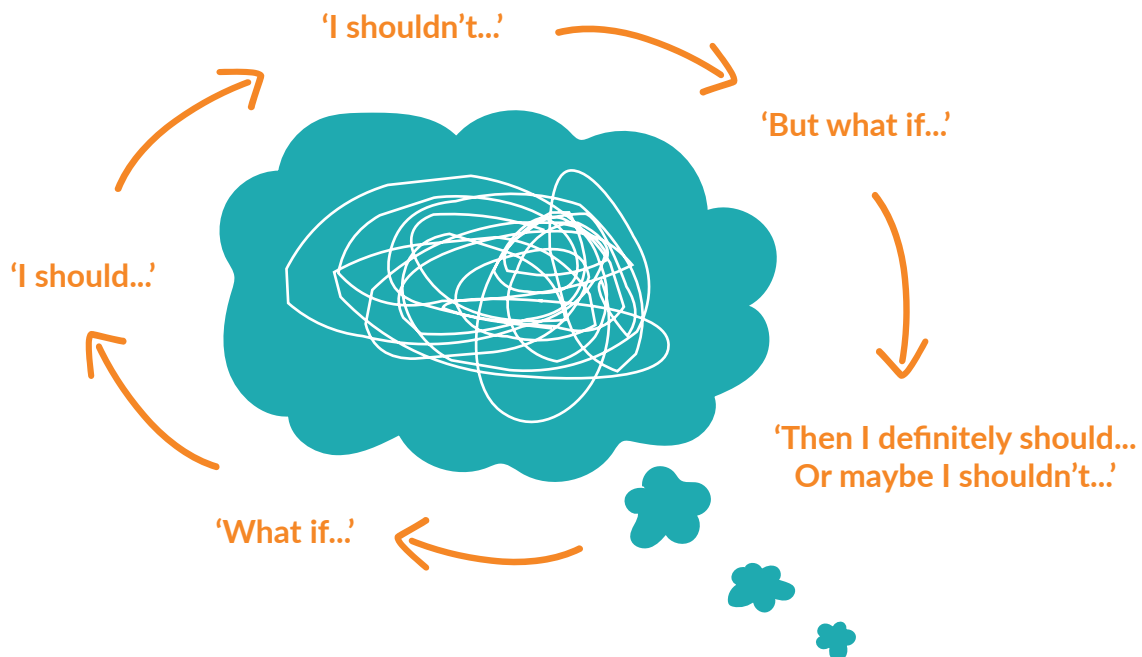 ‘I shouldn’t...’
‘But what if...’
‘I should...’
‘Then I definitely should...
Or maybe I shouldn’t...’
‘What if...’